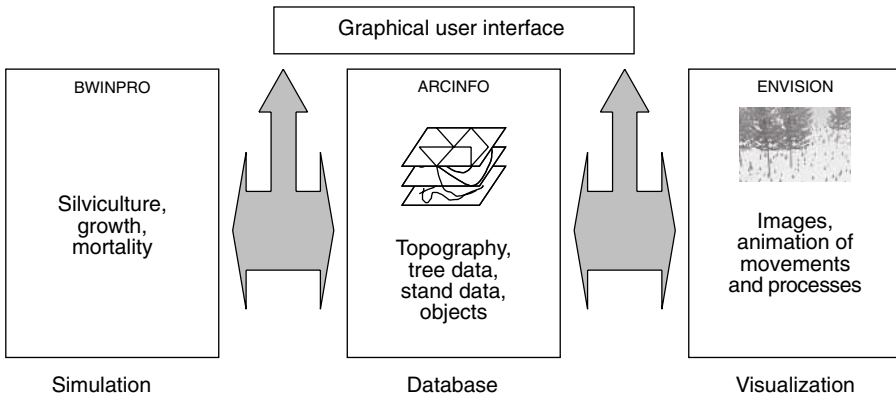 Graphical user interface
BWINPRO
Silviculture,
growth,
mortality
ARCINFO
Topography,
tree data,
stand data,
objects
ENVISION
Images,
animation of
movements
and processes
Simulation
Database
Visualization